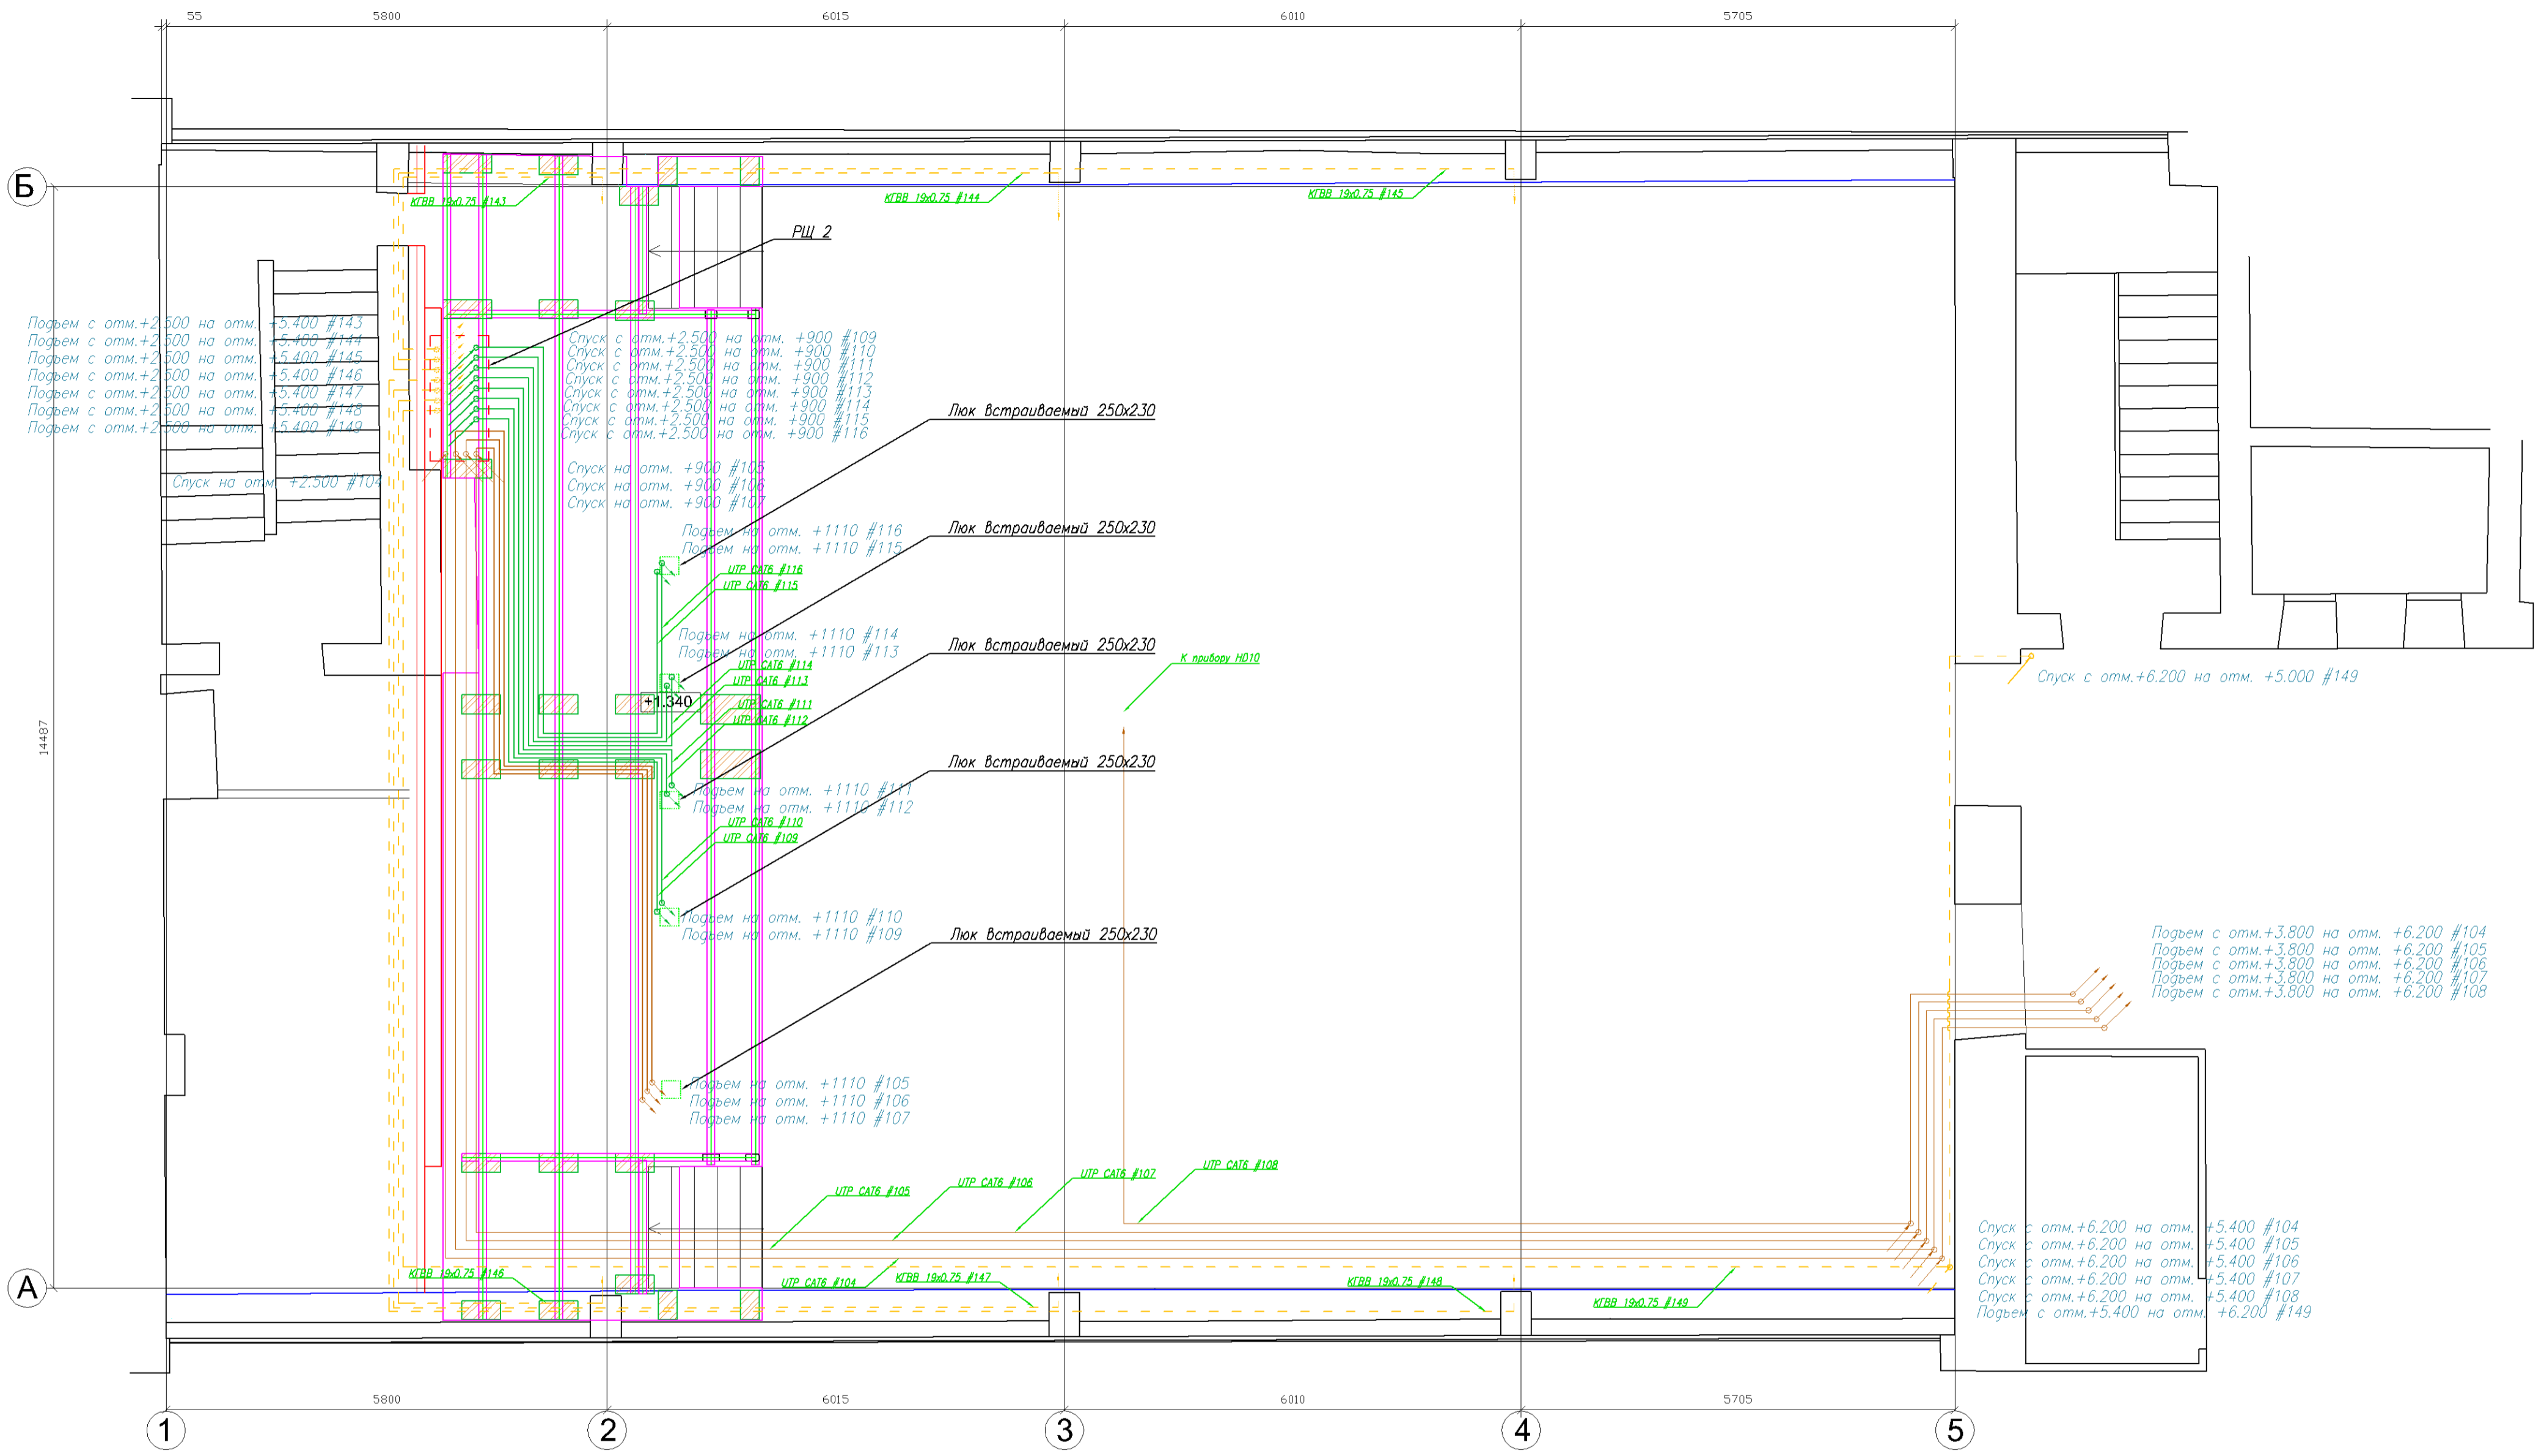 55 5800 6015 6010 5705
Б
КГВВ 19х0.75 #143
КГВВ 19х0.75 #144
КГВВ 19х0.75 #145
РЩ 2
Подъем с отм.+2.500 на отм. +5.400 #143
Подъем с отм.+2.500 на отм. +5.400 #144
Подъем с отм.+2.500 на отм. +5.400 #145
Подъем с отм.+2.500 на отм. +5.400 #146
Подъем с отм.+2.500 на отм. +5.400 #147
Подъем с отм.+2.500 на отм. +5.400 #148
Подъем с отм.+2.500 на отм. +5.400 #149
Спуск с отм.+2.500 на отм. +900 #109
Спуск с отм.+2.500 на отм. +900 #110
Спуск с отм.+2.500 на отм. +900 #111
Спуск с отм.+2.500 на отм. +900 #112
Спуск с отм.+2.500 на отм. +900 #113
Спуск с отм.+2.500 на отм. +900 #114
Спуск с отм.+2.500 на отм. +900 #115
Спуск с отм.+2.500 на отм. +900 #116
Люк встраиваемый 250х230
Спуск на отм. +2.500 #104
Спуск на отм. +900 #105
Спуск на отм. +900 #106
Спуск на отм. +900 #107
Люк встраиваемый 250х230
Подъем на отм. +1110 #116
Подъем на отм. +1110 #115
UTP CAT6 #116
UTP CAT6 #115
Люк встраиваемый 250х230
Подъем на отм. +1110 #114
Подъем на отм. +1110 #113
UTP CAT6 #114
UTP CAT6 #113
К прибору HD10
Спуск с отм.+6.200 на отм. +5.000 #149
+1.340
UTP CAT6 #111
UTP CAT6 #112
14487
Люк встраиваемый 250х230
Подъем на отм. +1110 #111
Подъем на отм. +1110 #112
UTP CAT6 #110
UTP CAT6 #109
Подъем на отм. +1110 #110
Подъем на отм. +1110 #109
Люк встраиваемый 250х230
Подъем с отм.+3.800 на отм. +6.200 #104
Подъем с отм.+3.800 на отм. +6.200 #105
Подъем с отм.+3.800 на отм. +6.200 #106
Подъем с отм.+3.800 на отм. +6.200 #107
Подъем с отм.+3.800 на отм. +6.200 #108
Подъем на отм. +1110 #105
Подъем на отм. +1110 #106
Подъем на отм. +1110 #107
UTP CAT6 #105
UTP CAT6 #106
UTP CAT6 #107
UTP CAT6 #108
Спуск с отм.+6.200 на отм. +5.400 #104
Спуск с отм.+6.200 на отм. +5.400 #105
Спуск с отм.+6.200 на отм. +5.400 #106
Спуск с отм.+6.200 на отм. +5.400 #107
Спуск с отм.+6.200 на отм. +5.400 #108
Подъем с отм.+5.400 на отм. +6.200 #149
А
КГВВ 19х0.75 #146
UTP CAT6 #104
КГВВ 19х0.75 #147
КГВВ 19х0.75 #148
КГВВ 19х0.75 #149
5800 6015 6010 5705
1 2 3 4 5